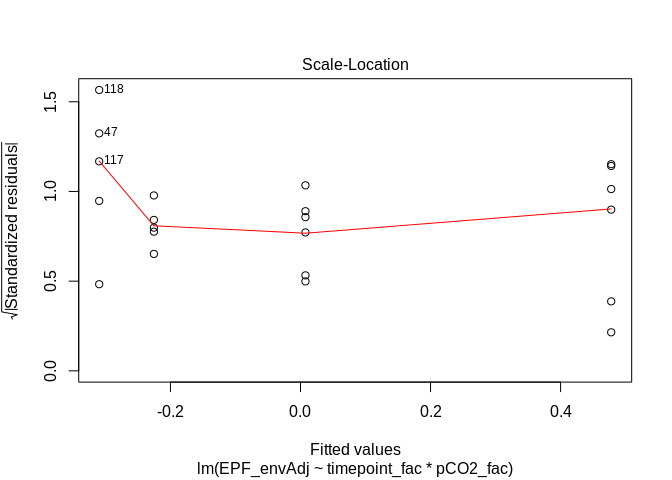 Scale-Location
√|Standardized residuals|
1.5
1.0
0.5
0.0
118
47
117
-0.2
0.0
0.2
0.4
Fitted values
lm(EPF_envAdj ~ timepoint_fac * pCO2_fac)